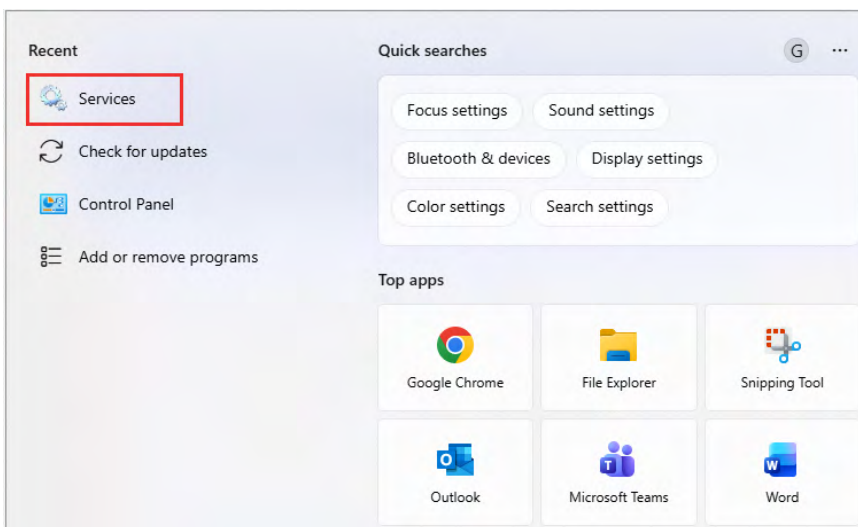 Recent
Services
Check for updates
Control Panel
Add or remove programs
Quick searches
G ...
Focus settings
Sound settings
Bluetooth & devices
Display settings
Color settings
Search settings
Top apps
Google Chrome
File Explorer
Snipping Tool
Outlook
Microsoft Teams
Word